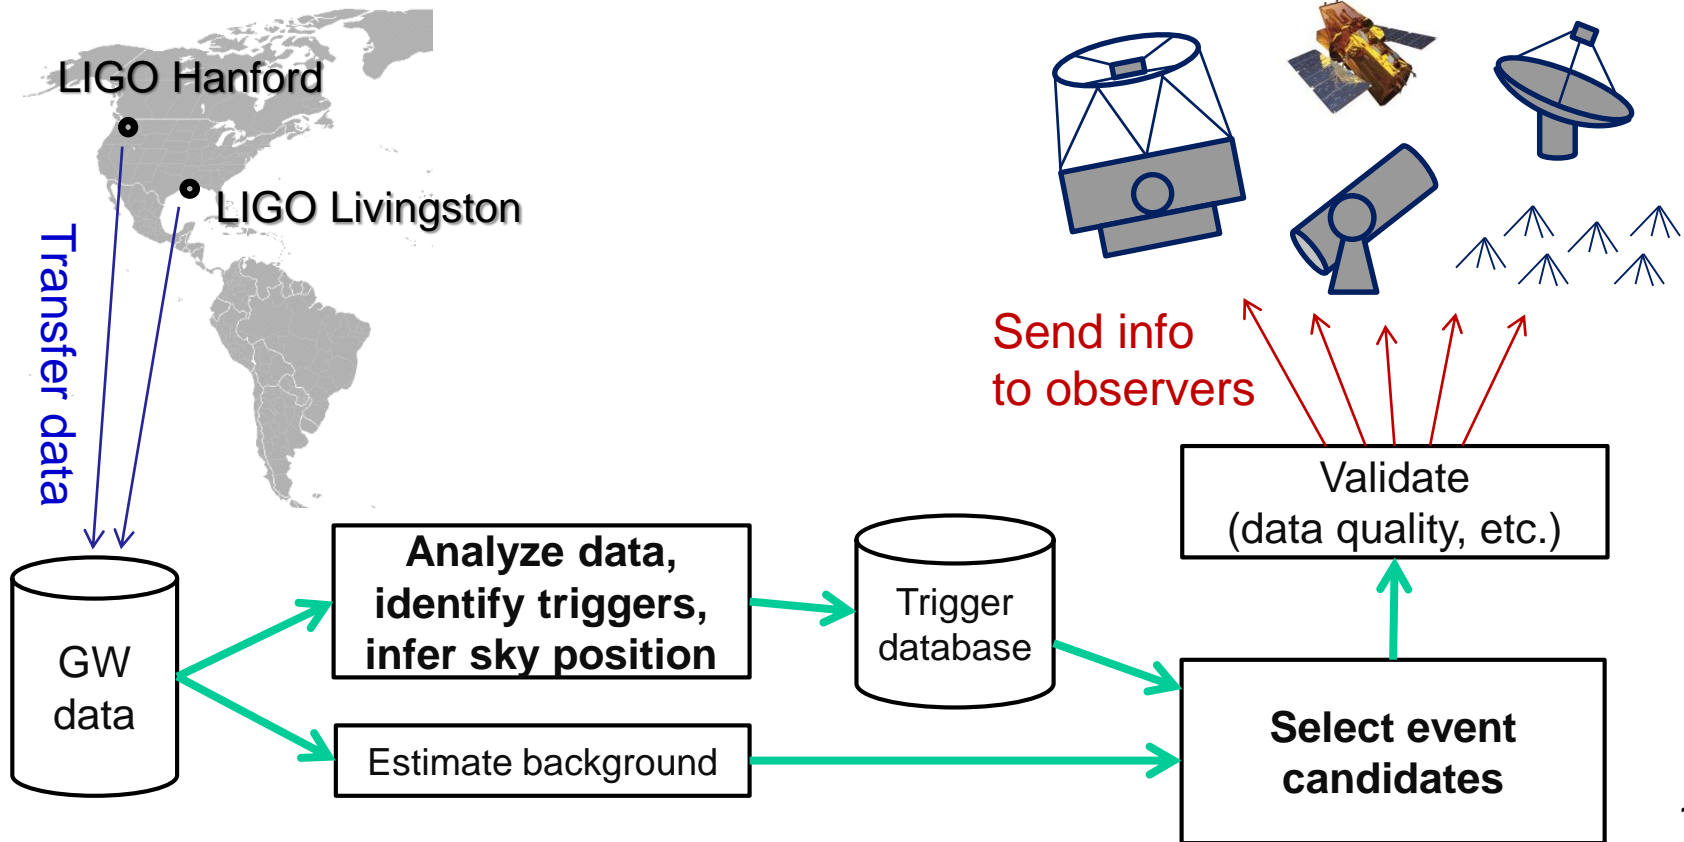 LIGO Hanford
LIGO Livingston
Transfer data
Send info
to observers
Validate
(data quality, etc.)
Analyze data,
identify triggers,
infer sky position
Trigger
database
GW
data
Estimate background
Select event
candidates